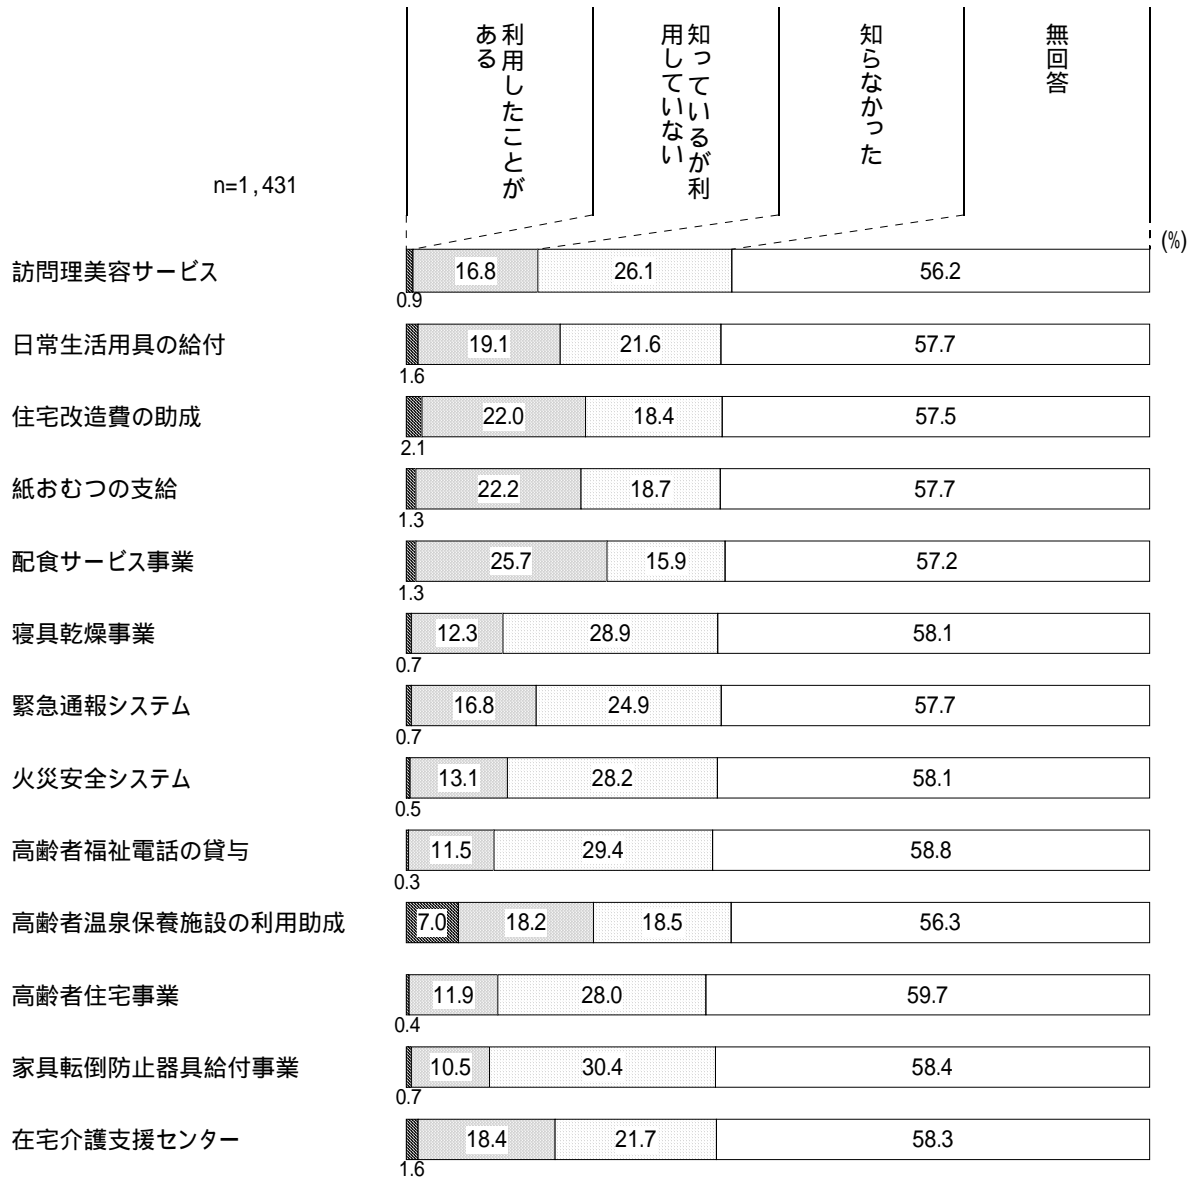 利用したことが
ある
知っているが利
用していない
知らなかった
無回答
n=1,431
(%)
訪問理美容サービス
16.8
26.1
56.2
0.9
日常生活用具の給付
19.1
21.6
57.7
1.6
住宅改造費の助成
22.0
18.4
57.5
2.1
紙おむつの支給
22.2
18.7
57.7
1.3
配食サービス事業
25.7
15.9
57.2
1.3
寝具乾燥事業
12.3
28.9
58.1
0.7
緊急通報システム
16.8
24.9
57.7
0.7
火災安全システム
13.1
28.2
58.1
0.5
高齢者福祉電話の貸与
11.5
29.4
58.8
0.3
高齢者温泉保養施設の利用助成
7.0
18.2
18.5
56.3
高齢者住宅事業
11.9
28.0
59.7
0.4
家具転倒防止器具給付事業
10.5
30.4
58.4
0.7
在宅介護支援センター
18.4
21.7
58.3
1.6